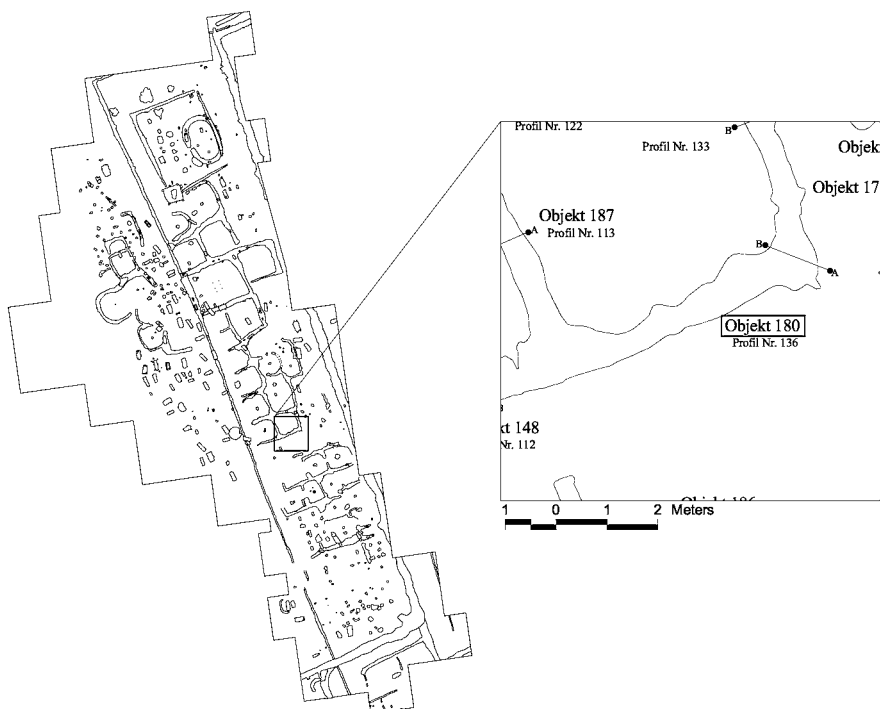 Profil Nr. 122
B
Profil Nr. 133
Objek
Objekt 17
Objekt 187
A
Profil Nr. 113
B
A
Objekt 180
Profil Nr. 136
kt 148
Nr. 112
1 0 1 2 Meters